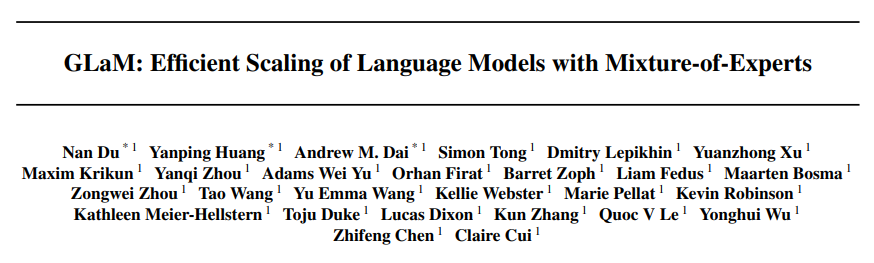 GLaM: Efficient Scaling of Language Models with Mixture-of-Experts
Nan Du * 1 Yanping Huang * 1 Andrew M. Dai * 1 Simon Tong 1 Dmitry Lepikhin 1 Yuanzhong Xu 1
Maxim Krikun 1 Yanqi Zhou 1 Adams Wei Yu 1 Orhan Firat 1 Barret Zoph 1 Liam Fedus 1 Maarten Bosma 1
Zongwei Zhou 1 Tao Wang 1 Yu Emma Wang 1 Kellie Webster 1 Marie Pellat 1 Kevin Robinson 1
Kathleen Meier-Hellstern 1 Toju Duke 1 Lucas Dixon 1 Kun Zhang 1 Quoc V Le 1 Yonghui Wu 1
Zhifeng Chen 1 Claire Cui 1